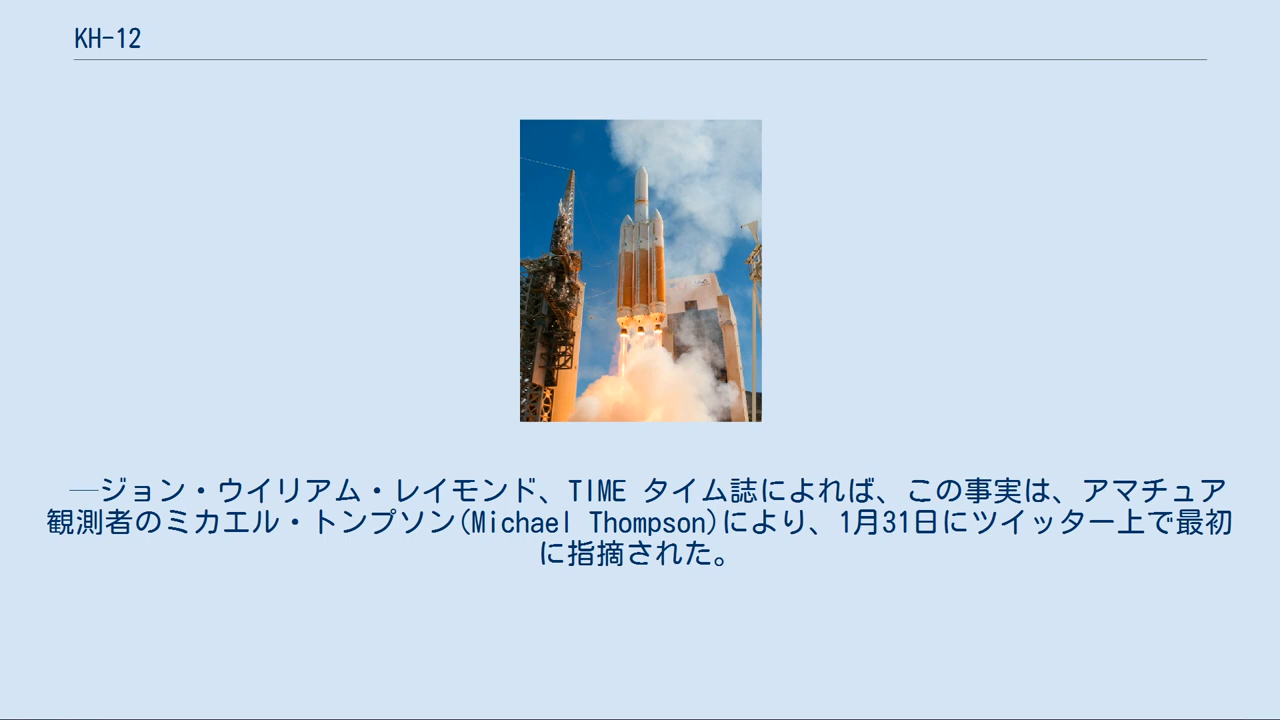 KH-12
―ジョン・ウイリアム・レイモンド、TIME タイム誌によれば、この事実は、アマチュア
観測者のミカエル・トンプソン(Michael Thompson)により、1月31日にツイッター上で最初
に指摘された。